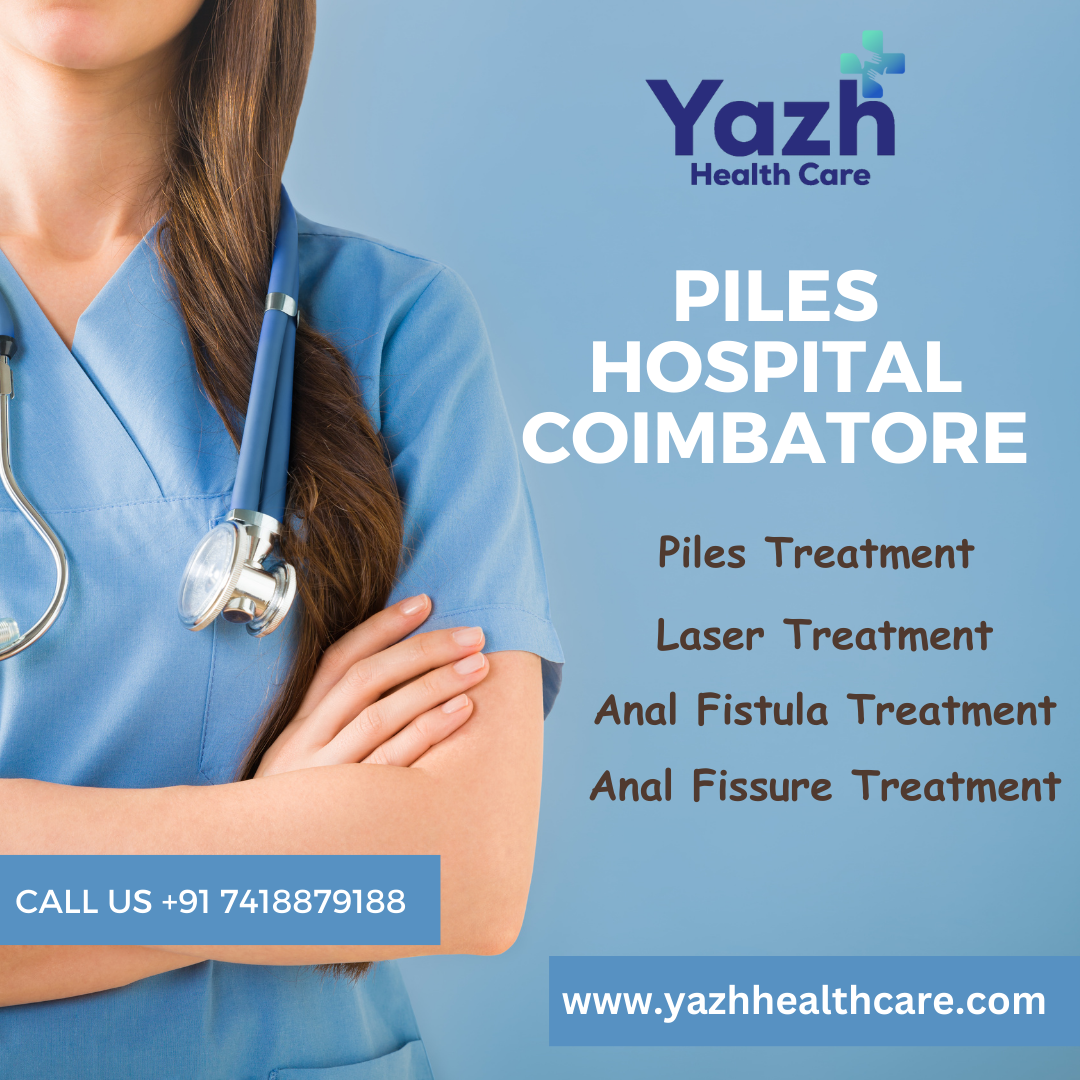 Yazh
Health Care
PILES
HOSPITAL
COIMBATORE
Piles Treatment
Laser Treatment
Anal Fistula Treatment
Anal Fissure Treatment
CALL US +91 7418879188
www.yazhhealthcare.com